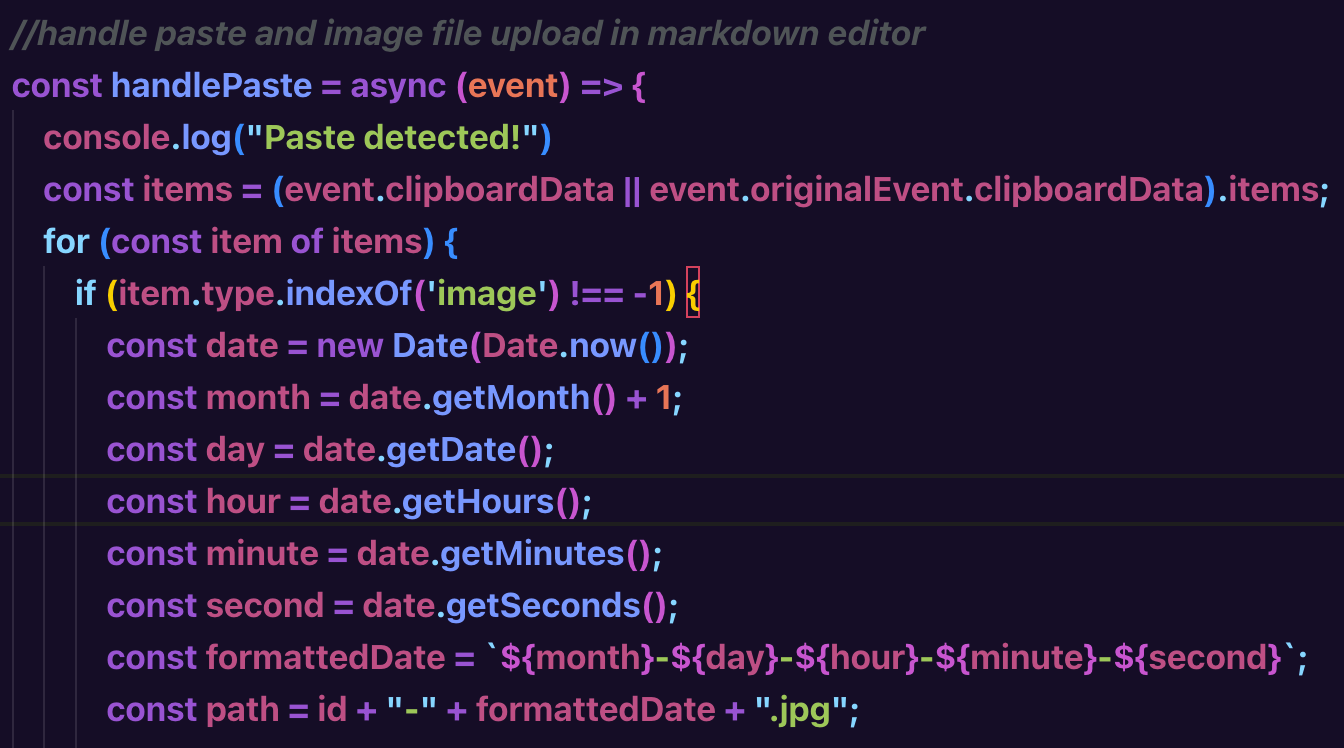 //handle paste and image file upload in markdown editor
const handlePaste = async (event) => {
console.log("Paste detected!")
const items = (event.clipboardData || event.originalEvent.clipboardData).items;
for (const item of items) {
if (item.type.indexOf('image') !== -1) {
const date = new Date(Date.now());
const month = date.getMonth() + 1;
const day = date.getDate();
const hour = date.getHours();
const minute = date.getMinutes();
const second = date.getSeconds();
const formattedDate = `${month}-${day}-${hour}-${minute}-${second}`;
const path = id + "-" + formattedDate + ".jpg";